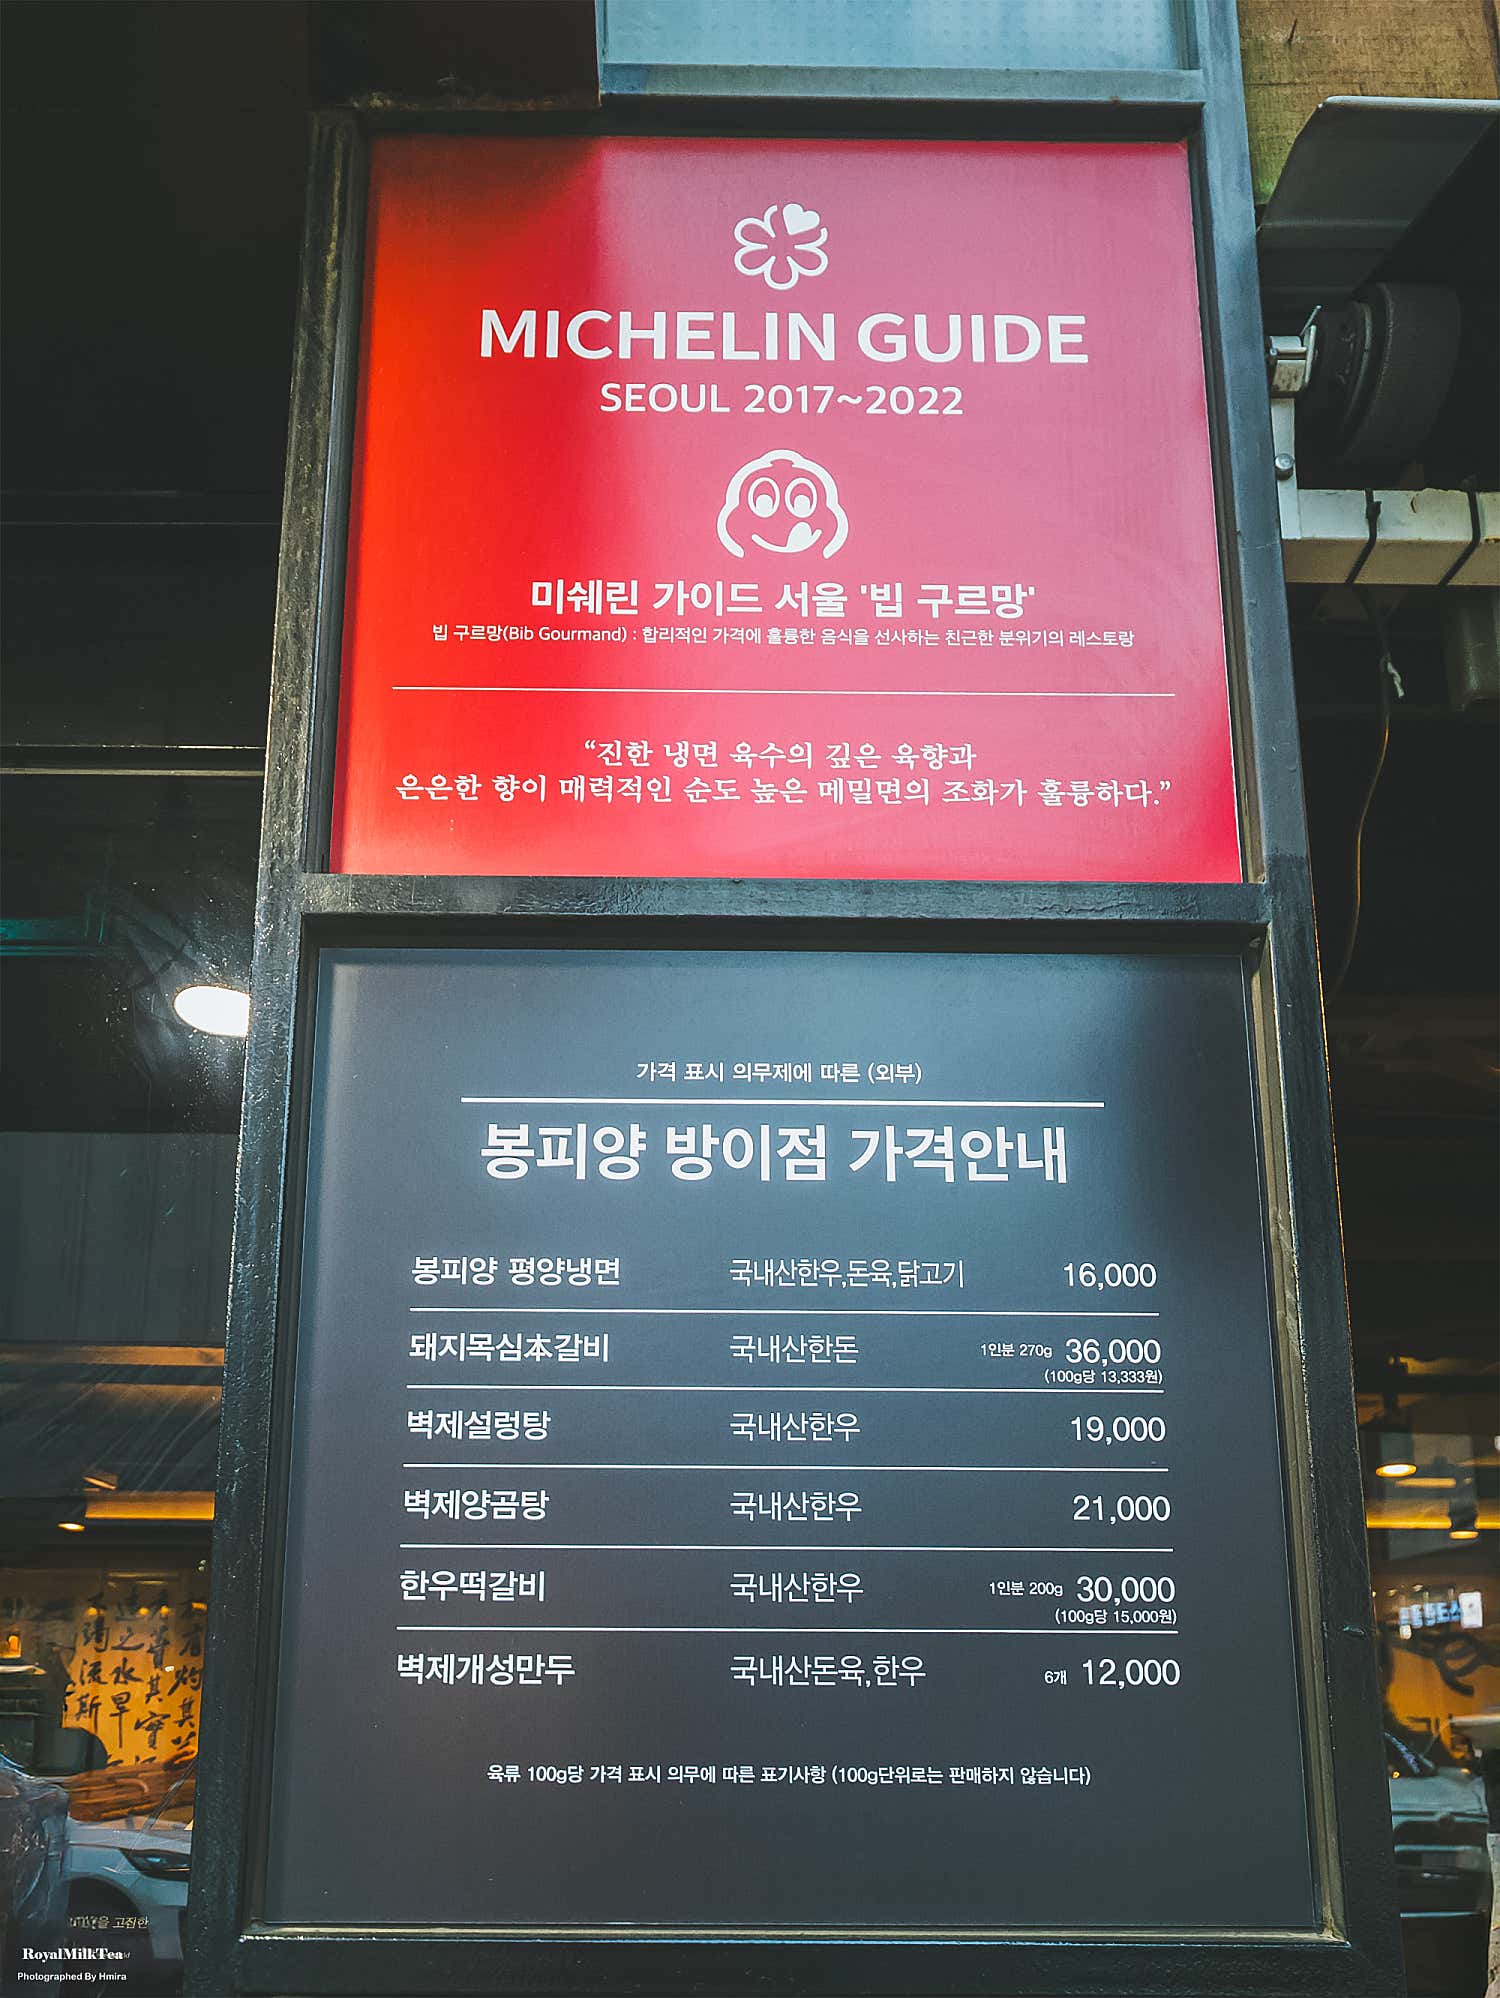 MICHELIN GUIDE
SEOUL 2017~2022
미쉐린 가이드 서울 '빕 구르망'
빕 구르망(Bib Gourmand) : 합리적인 가격에 훌륭한 음식을 선사하는 친근한 분위기의 레스토랑
“진한 냉면 육수의 깊은 육향과
은은한 향이 매력적인 순도 높은 메밀면의 조화가 훌륭하다.”
가격 표시 의무제에 따른 (외부)
봉피양 방이점 가격안내
봉피양 평양냉면 국내산한우,돈육,닭고기 16,000
돼지목심本갈비 국내산한돈 1인분 270g 36,000
(100g당 13,333원)
벽제설렁탕 국내산한우 19,000
벽제양곰탕 국내산한우 21,000
한우떡갈비 국내산한우 1인분 200g 30,000
(100g당 15,000원)
벽제개성만두 국내산돈육,한우 6개 12,000
육류 100g당 가격 표시 의무에 따른 표기사항 (100g단위로는 판매하지 않습니다)
고집한
RoyalMilkTea
Photographed By Hmira